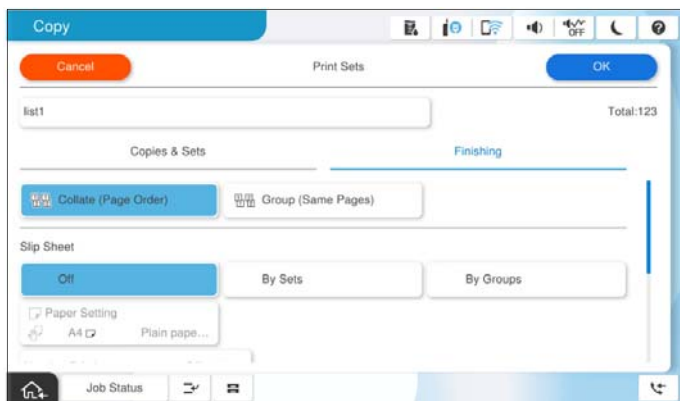 Copy
OFF
Cancel
Print Sets
OK
list1
Total:123
Copies & Sets
Finishing
Collate (Page Order)
Group (Same Pages)
Slip Sheet
Off
By Sets
By Groups
Paper Setting
A4
Plain pape...
Job Status